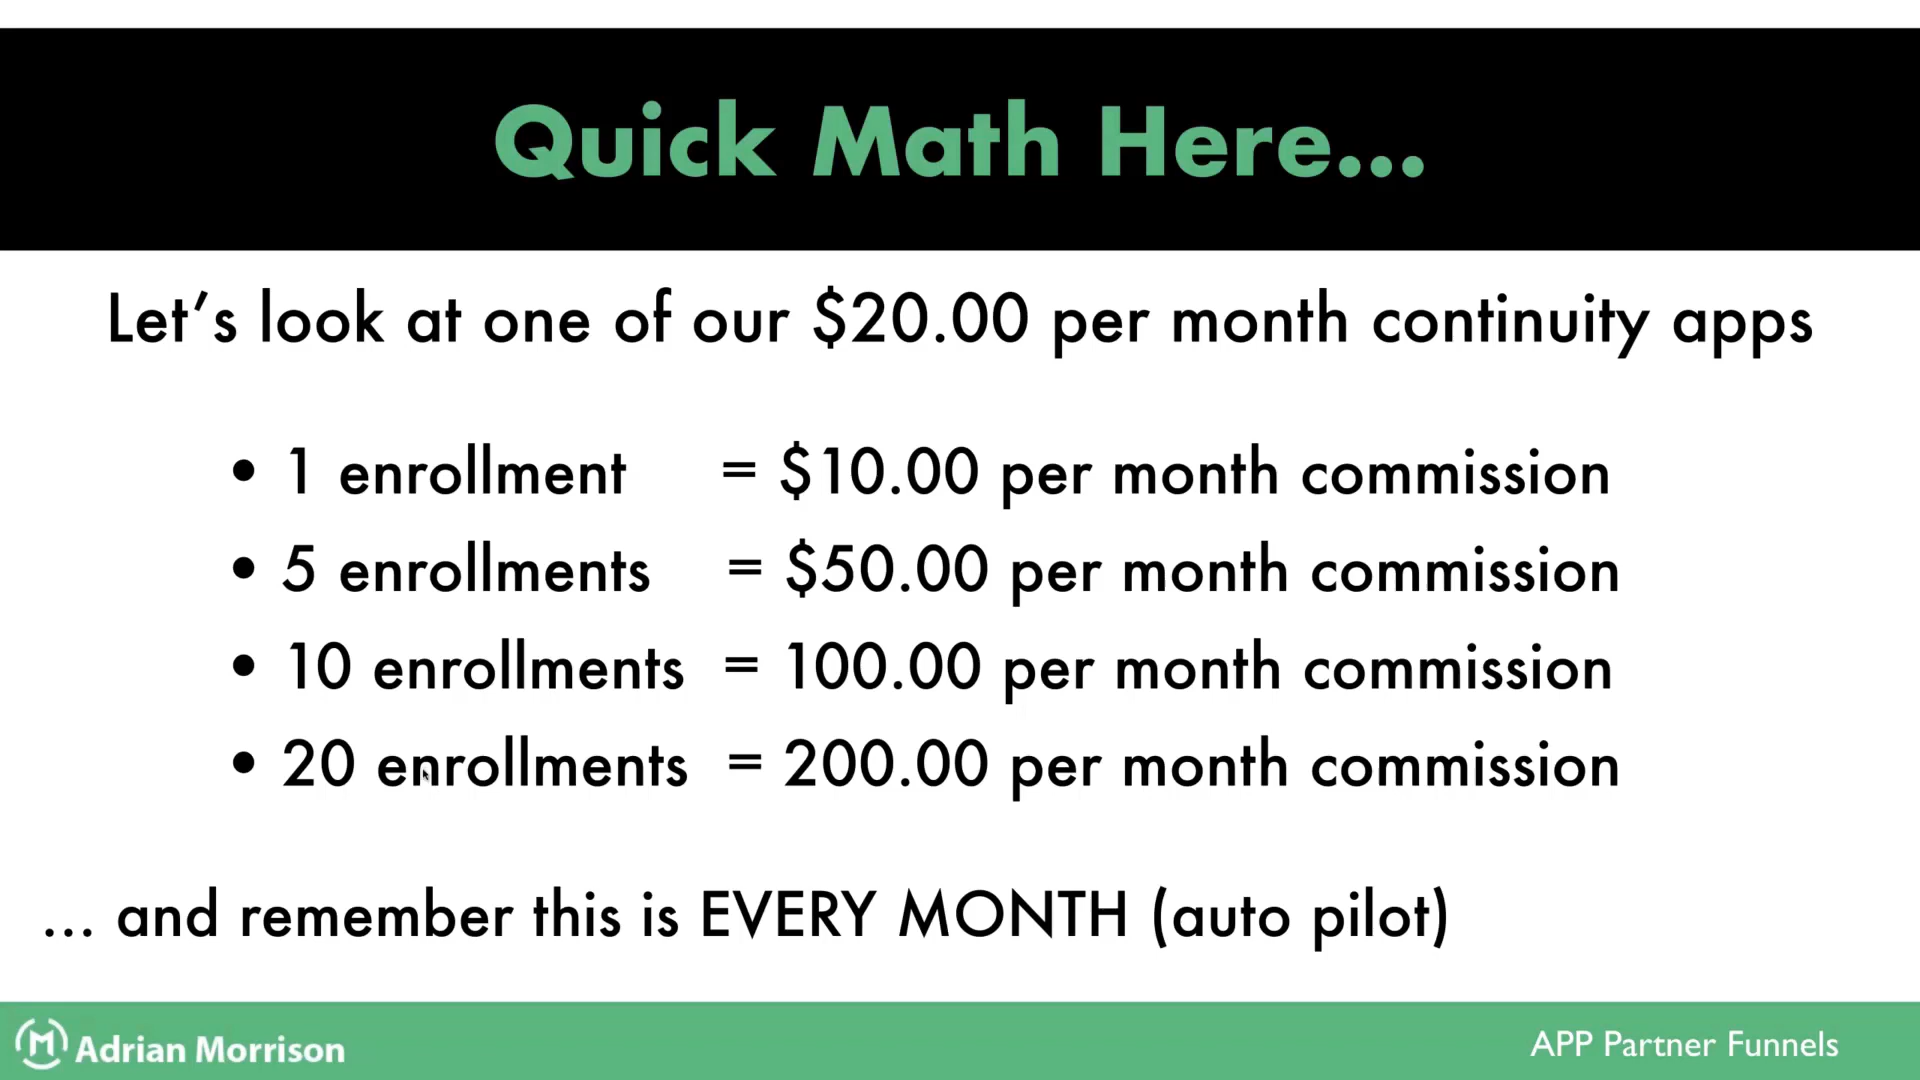 Quick Math Here...
Let’s look at one of our $20.00 per month continuity apps
• 1 enrollment = $10.00 per month commission
• 5 enrollments = $50.00 per month commission
• 10 enrollments = 100.00 per month commission
• 20 enrollments = 200.00 per month commission
... and remember this is EVERY MONTH (auto pilot)
M Adrian Morrison
APP Partner Funnels